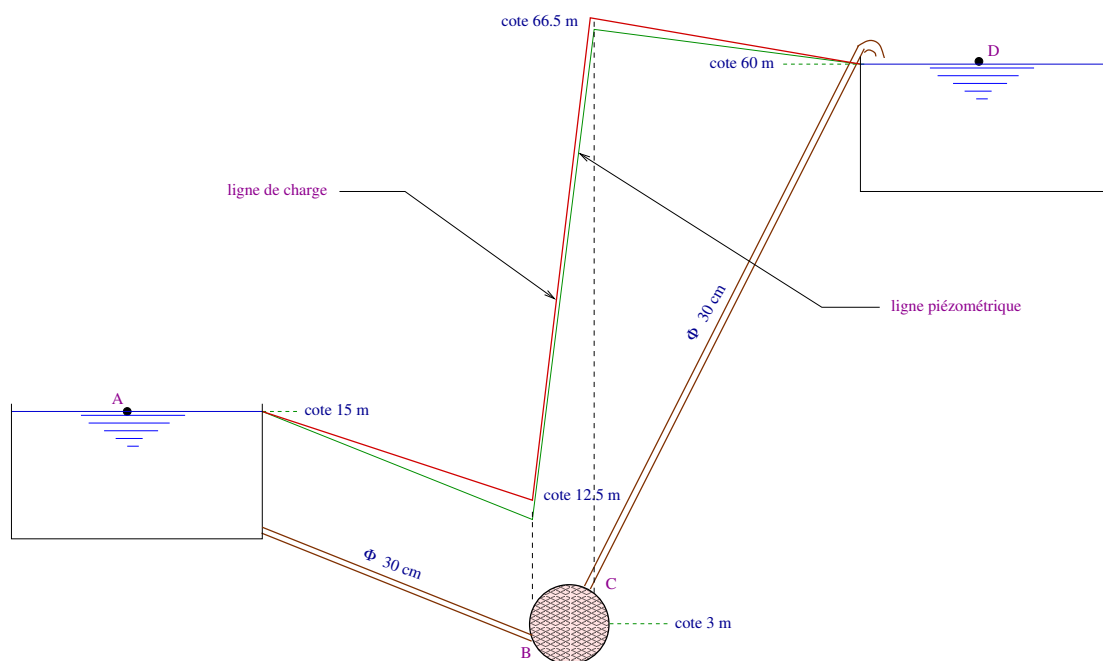 cote 66.5 m
D
cote 60 m
ligne de charge
ligne piézométrique
Φ 30 cm
A
cote 15 m
cote 12.5 m
Φ 30 cm
C
cote 3 m
B